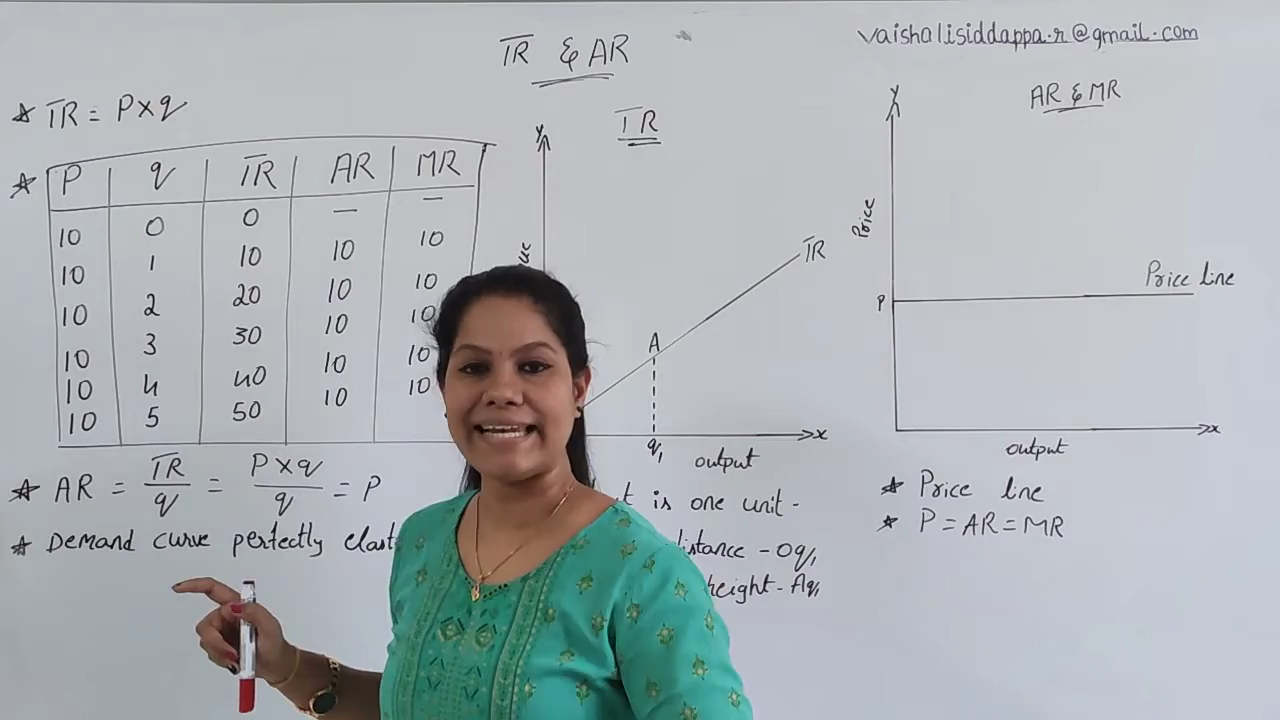 TR & AR
vaishalisiddappa.r@gmail.com
* TR = P×q
* P q TR AR MR
10 0 0 — —
10 1 10 10 10
10 2 20 10 10
10 3 30 10 10
10 4 40 10 10
10 5 50 10 10
* AR = TR/q = P×q/q = P
* Demand curve perfectly elast
TR
Y
TR
A
q₁
x
output
is one unit -
distance - Oq₁
height - Aq₁
AR & MR
Y
Price
P
Price line
x
output
* Price line
* P = AR = MR